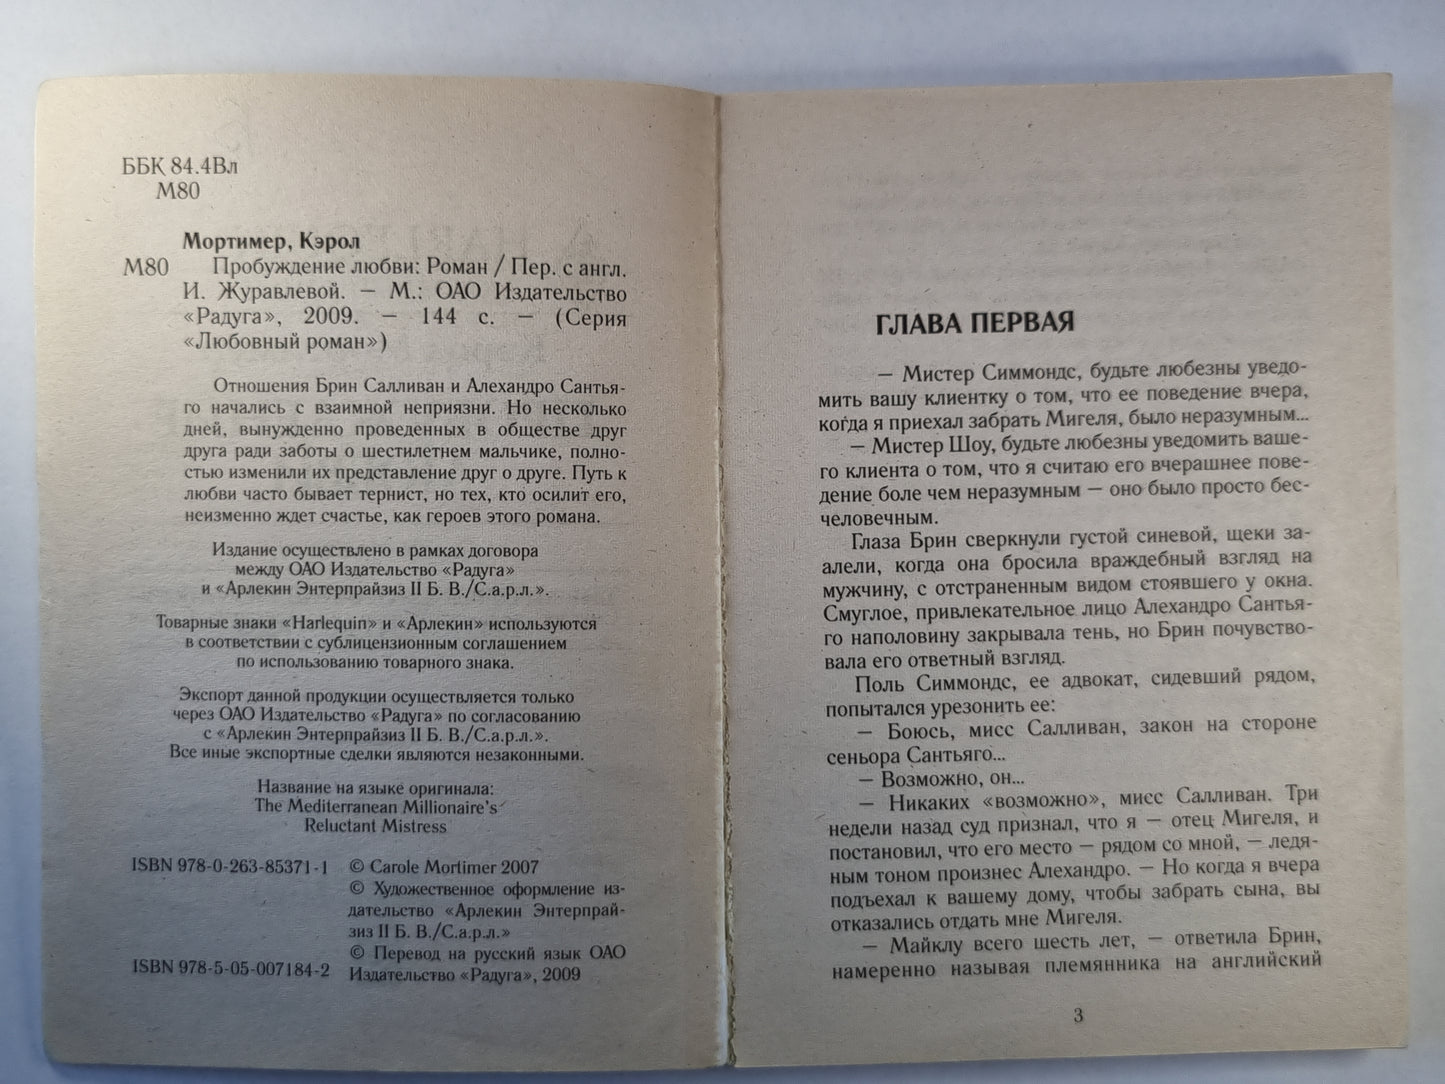 ББК 84.4Вл
М80
Мортимер, Кэрол
М80 Пробуждение любви: Роман / Пер. с англ.
И. Журавлевой. — М.: ОАО Издательство
«Радуга», 2009. — 144 с. — (Серия
«Любовный роман»)
Отношения Брин Салливан и Алехандро Сантья-
го начались с взаимной неприязни. Но несколько
дней, вынужденно проведенных в обществе друг
друга ради заботы о шестилетнем мальчике, полно-
стью изменили их представление друг о друге. Путь к
любви часто бывает тернист, но тех, кто осилит его,
неизменно ждет счастье, как героев этого романа.
Издание осуществлено в рамках договора
между ОАО Издательство «Радуга»
и «Арлекин Энтерпрайзиз II Б. В./С.а.р.л.».
Товарные знаки «Harlequin» и «Арлекин» используются
в соответствии с сублицензионным соглашением
по использованию товарного знака.
Экспорт данной продукции осуществляется только
через ОАО Издательство «Радуга» по согласованию
с «Арлекин Энтерпрайзиз II Б. В./С.а.р.л.».
Все иные экспортные сделки являются незаконными.
Название на языке оригинала:
The Mediterranean Millionaire's
Reluctant Mistress
ISBN 978-0-263-85371-1 © Carole Mortimer 2007
© Художественное оформление из-
дательство «Арлекин Энтерпрай-
зиз II Б. В./С.а.р.л.»
© Перевод на русский язык ОАО
ISBN 978-5-05-007184-2 Издательство «Радуга», 2009
ГЛАВА ПЕРВАЯ
— Мистер Симмондс, будьте любезны уведо-
мить вашу клиентку о том, что ее поведение вчера,
когда я приехал забрать Мигеля, было неразумным...
— Мистер Шоу, будьте любезны уведомить ваше-
го клиента о том, что я считаю его вчерашнее пове-
дение боле чем неразумным — оно было просто бес-
человечным.
Глаза Брин сверкнули густой синевой, щеки за-
алели, когда она бросила враждебный взгляд на
мужчину, с отстраненным видом стоявшего у окна.
Смуглое, привлекательное лицо Алехандро Сантья-
го наполовину закрывала тень, но Брин почувство-
вала его ответный взгляд.
Поль Симмондс, ее адвокат, сидевший рядом,
попытался урезонить ее:
— Боюсь, мисс Салливан, закон на стороне
сеньора Сантьяго...
— Возможно, он...
— Никаких «возможно», мисс Салливан. Три
недели назад суд признал, что я — отец Мигеля, и
постановил, что его место — рядом со мной, — ледя-
ным тоном произнес Алехандро. — Но когда я вчера
подъехал к вашему дому, чтобы забрать сына, вы
отказались отдать мне Мигеля.
— Майклу всего шесть лет, — ответила Брин,
намеренно называя племянника на английский
3